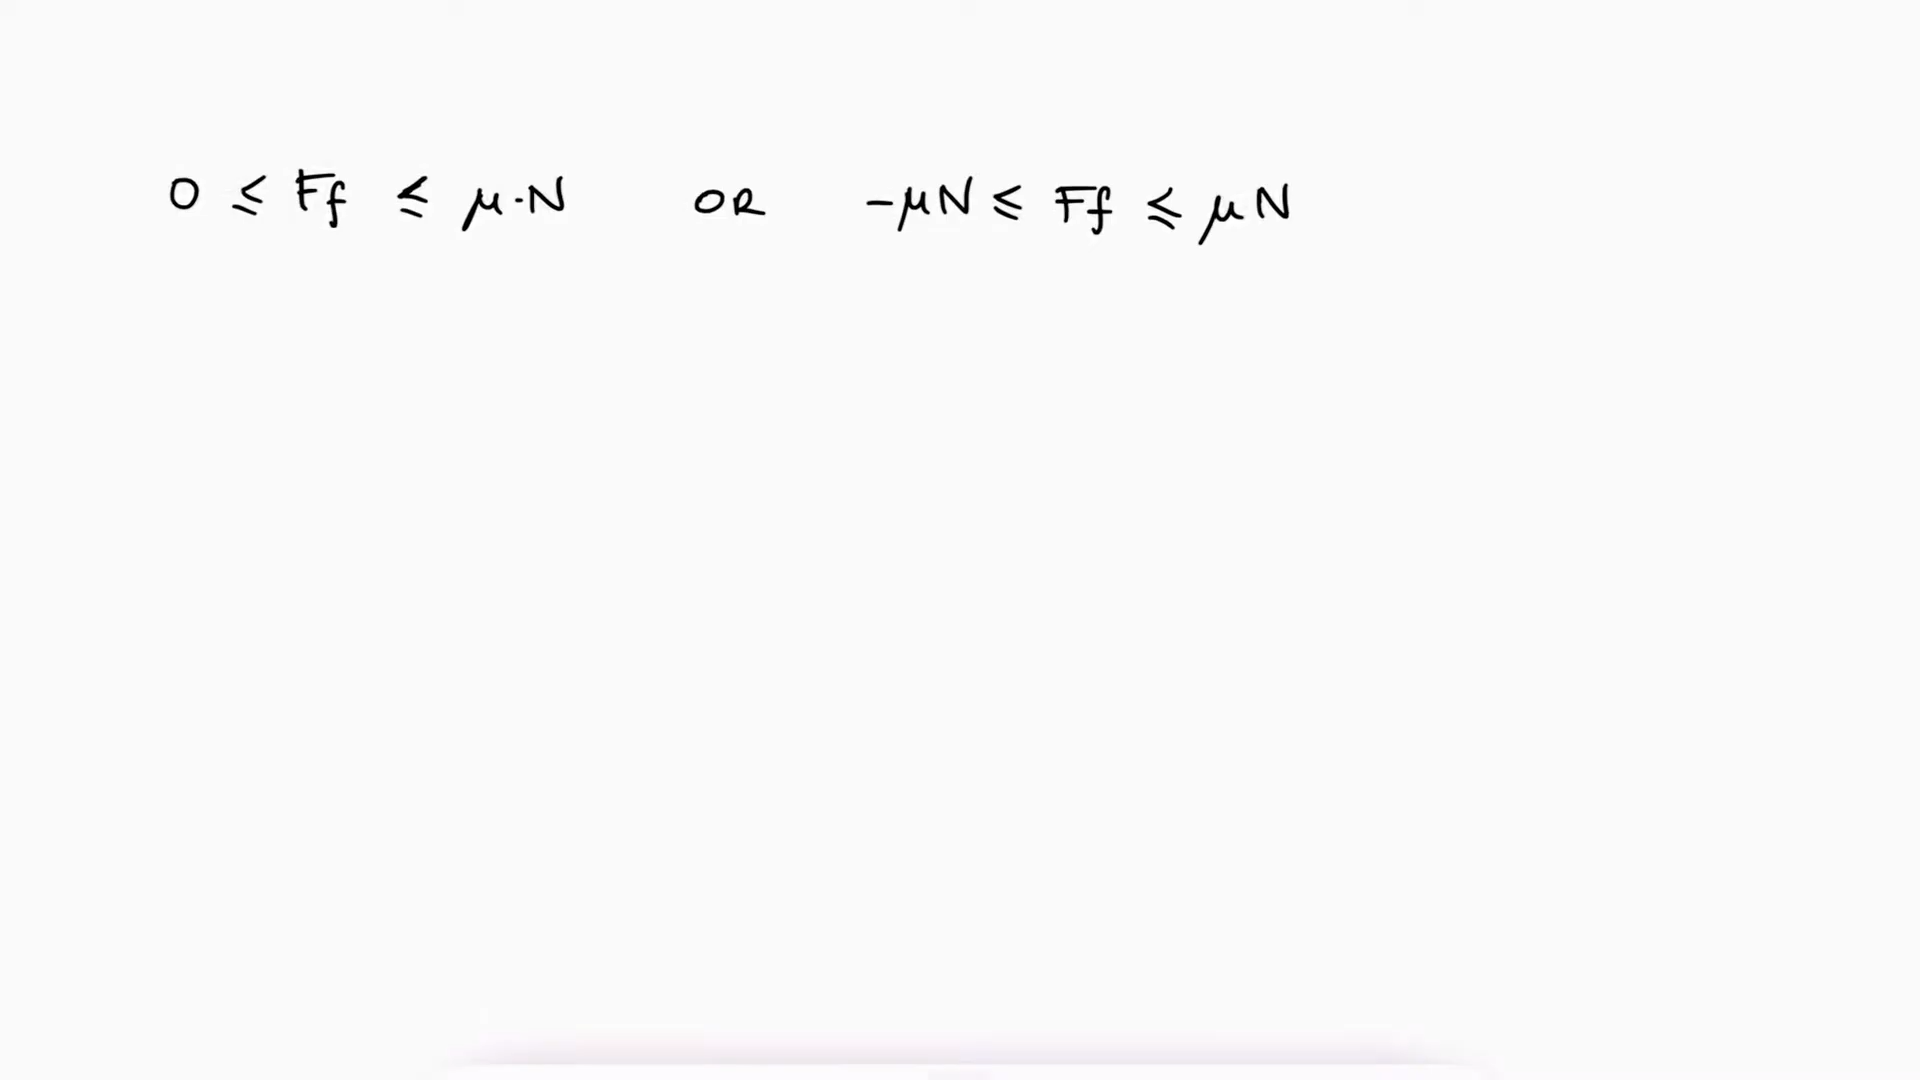 0 ≤ Ff ≤ μ·N OR -μN ≤ Ff ≤ μN